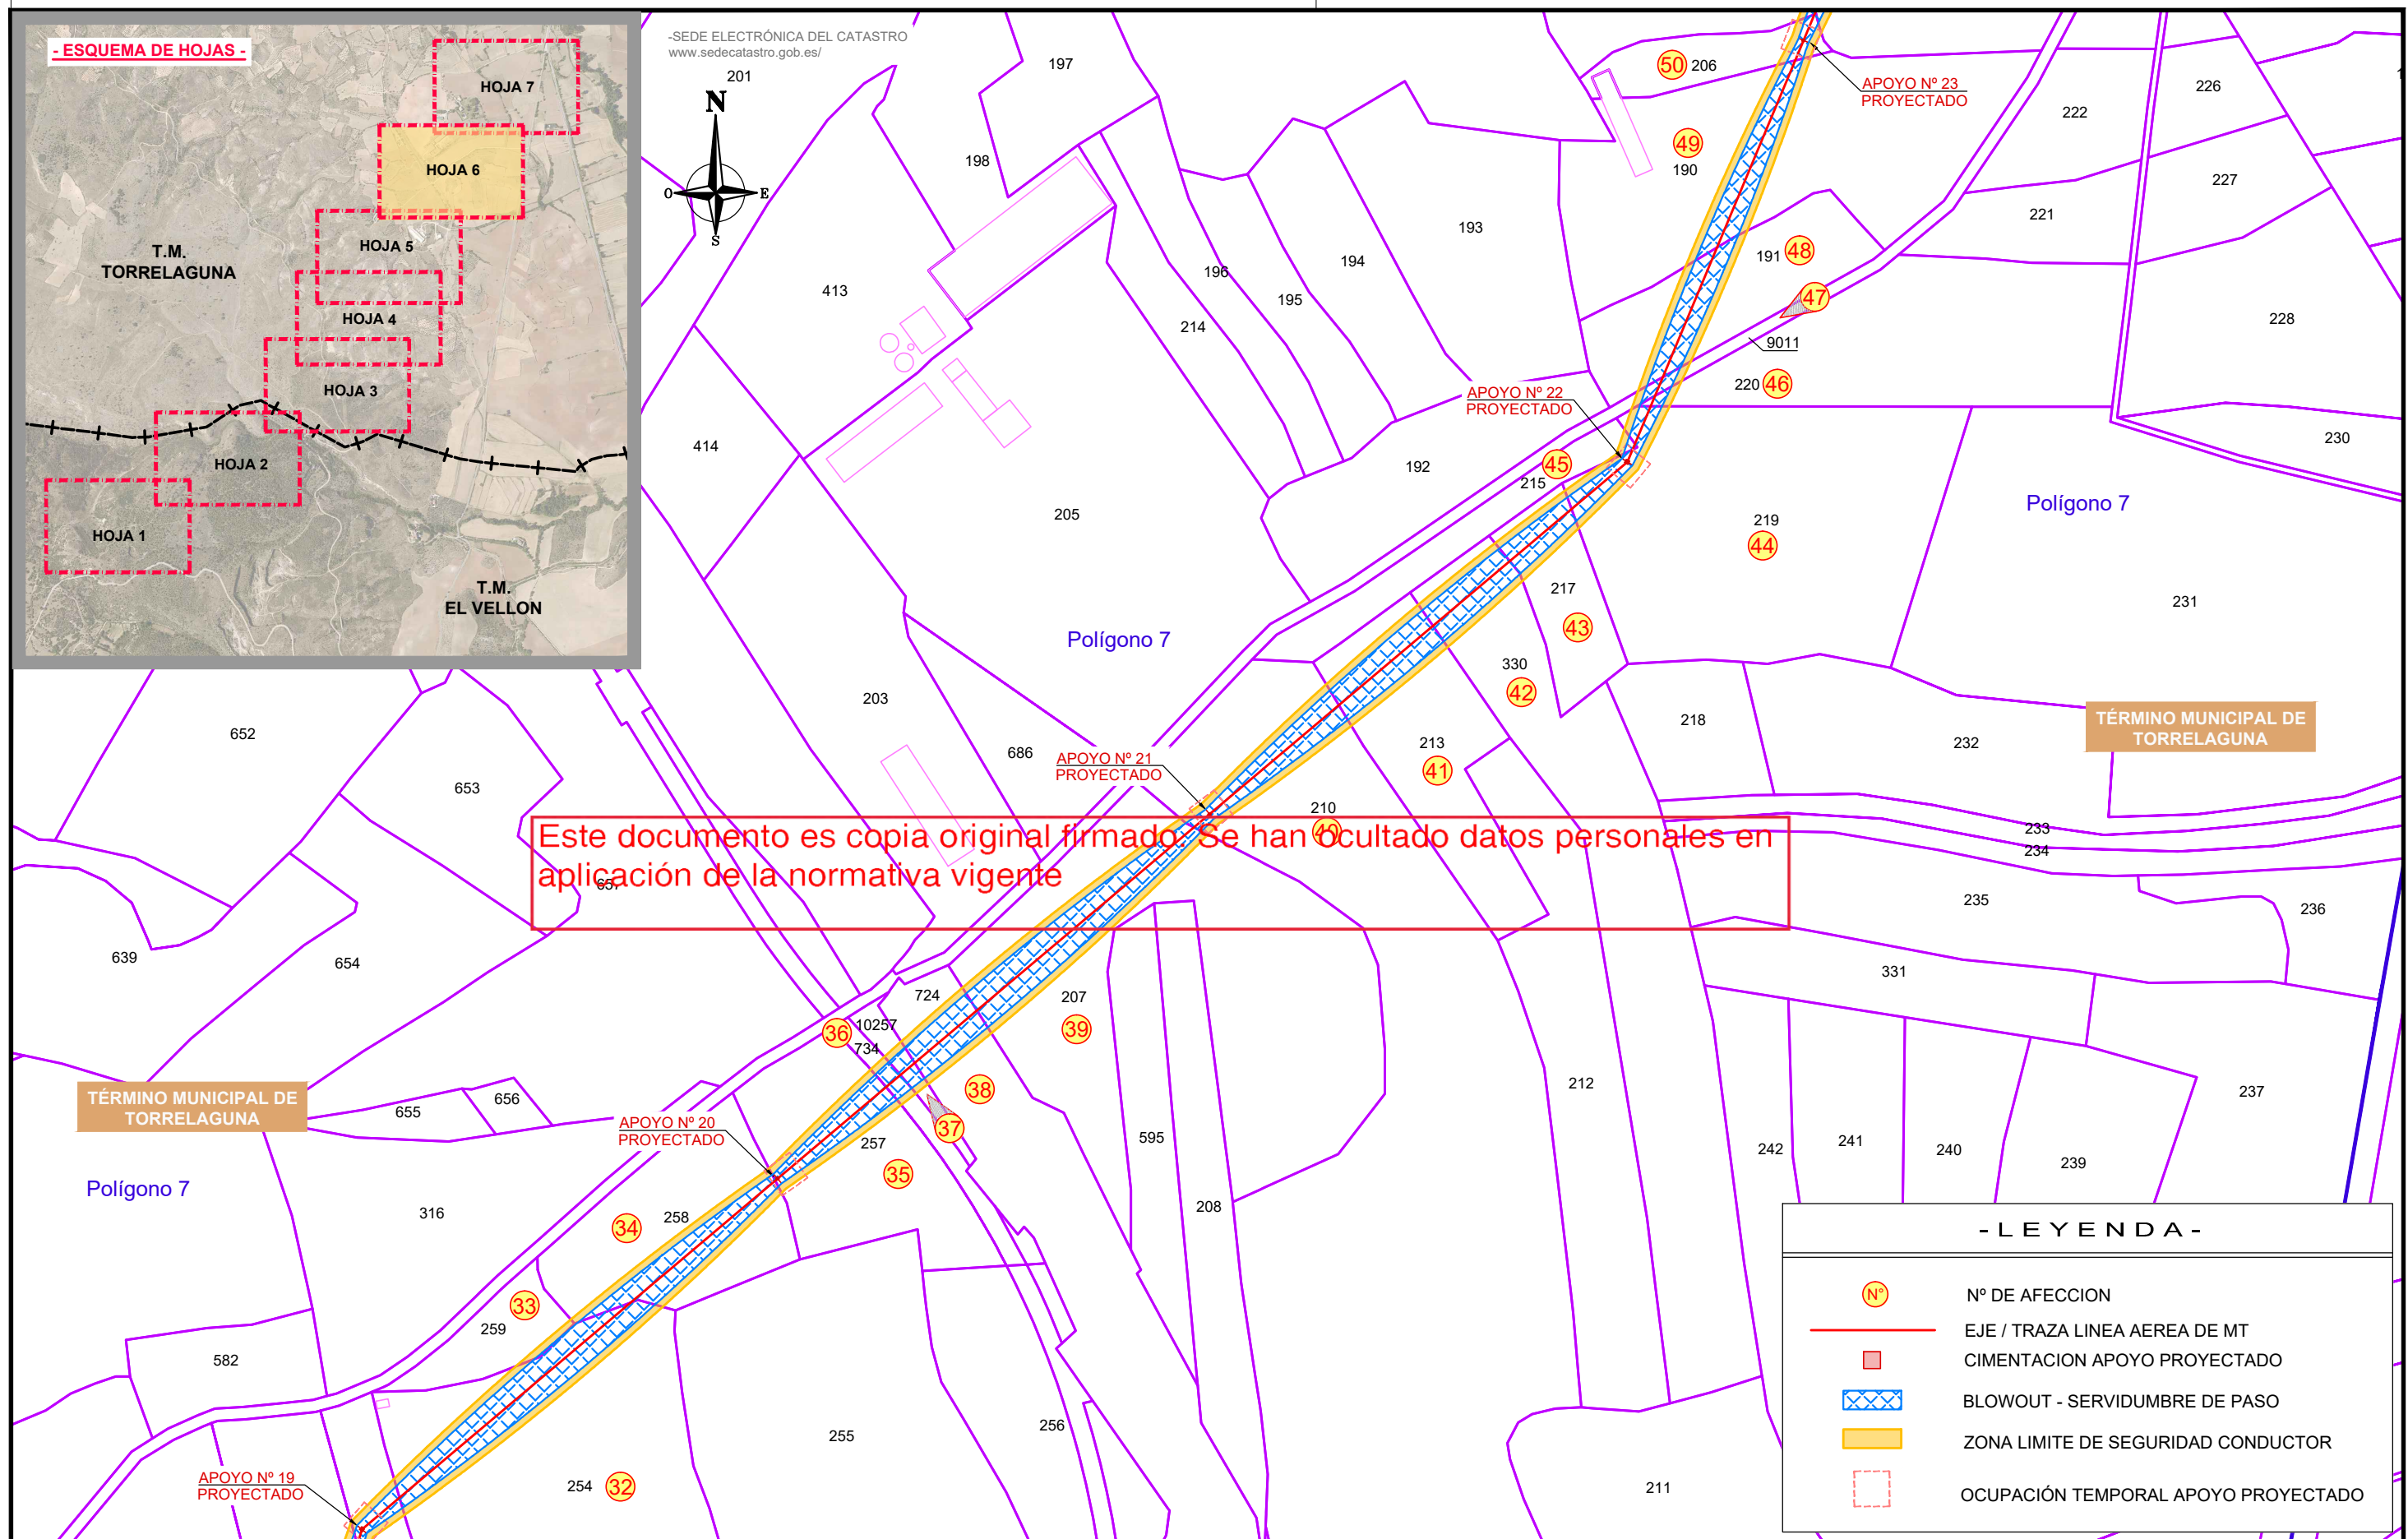 - ESQUEMA DE HOJAS -
HOJA 7
HOJA 6
HOJA 5
T.M.
TORRELAGUNA
HOJA 4
HOJA 3
HOJA 2
HOJA 1
T.M.
EL VELLON
-SEDE ELECTRÓNICA DEL CATASTRO
www.sedecatastro.gob.es/
201
N
O
E
S
197
198
50
206
APOYO Nº 23
PROYECTADO
222
226
49
190
227
221
193
194
196
195
191
48
47
413
214
228
9011
220
46
APOYO Nº 22
PROYECTADO
414
230
192
45
215
205
219
44
Polígono 7
217
43
231
Polígono 7
330
42
203
686
218
TÉRMINO MUNICIPAL DE
TORRELAGUNA
232
652
653
APOYO Nº 21
PROYECTADO
213
41
210
40
Este documento es copia original firmado. Se han ocultado datos personales en
aplicación de la normativa vigente
657
233
234
235
236
639
654
331
724
207
36
10257
39
734
TÉRMINO MUNICIPAL DE
TORRELAGUNA
655
656
38
212
237
APOYO Nº 20
PROYECTADO
37
257
595
242
241
240
239
35
Polígono 7
316
34
258
208
33
259
582
255
256
254
32
211
APOYO Nº 19
PROYECTADO
-LEYENDA-
Nº
Nº DE AFECCION
EJE / TRAZA LINEA AEREA DE MT
CIMENTACION APOYO PROYECTADO
BLOWOUT - SERVIDUMBRE DE PASO
ZONA LIMITE DE SEGURIDAD CONDUCTOR
OCUPACIÓN TEMPORAL APOYO PROYECTADO